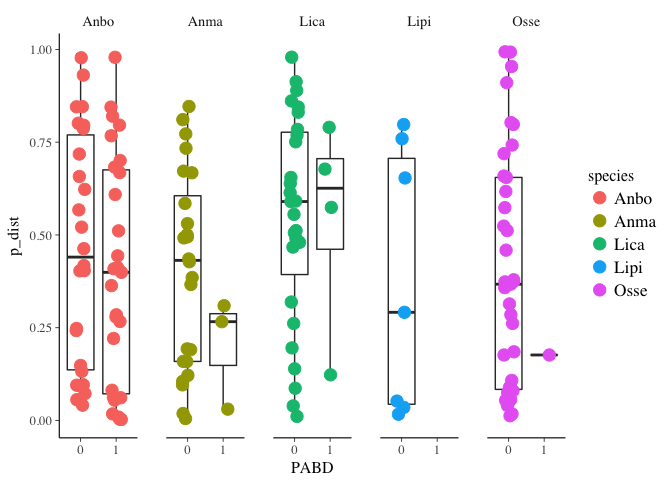 Anbo Anma Lica Lipi Osse
1.00
0.75
0.50
0.25
0.00
p_dist
0 1 0 1 0 1 0 1 0 1
PABD
species
Anbo
Anma
Lica
Lipi
Osse